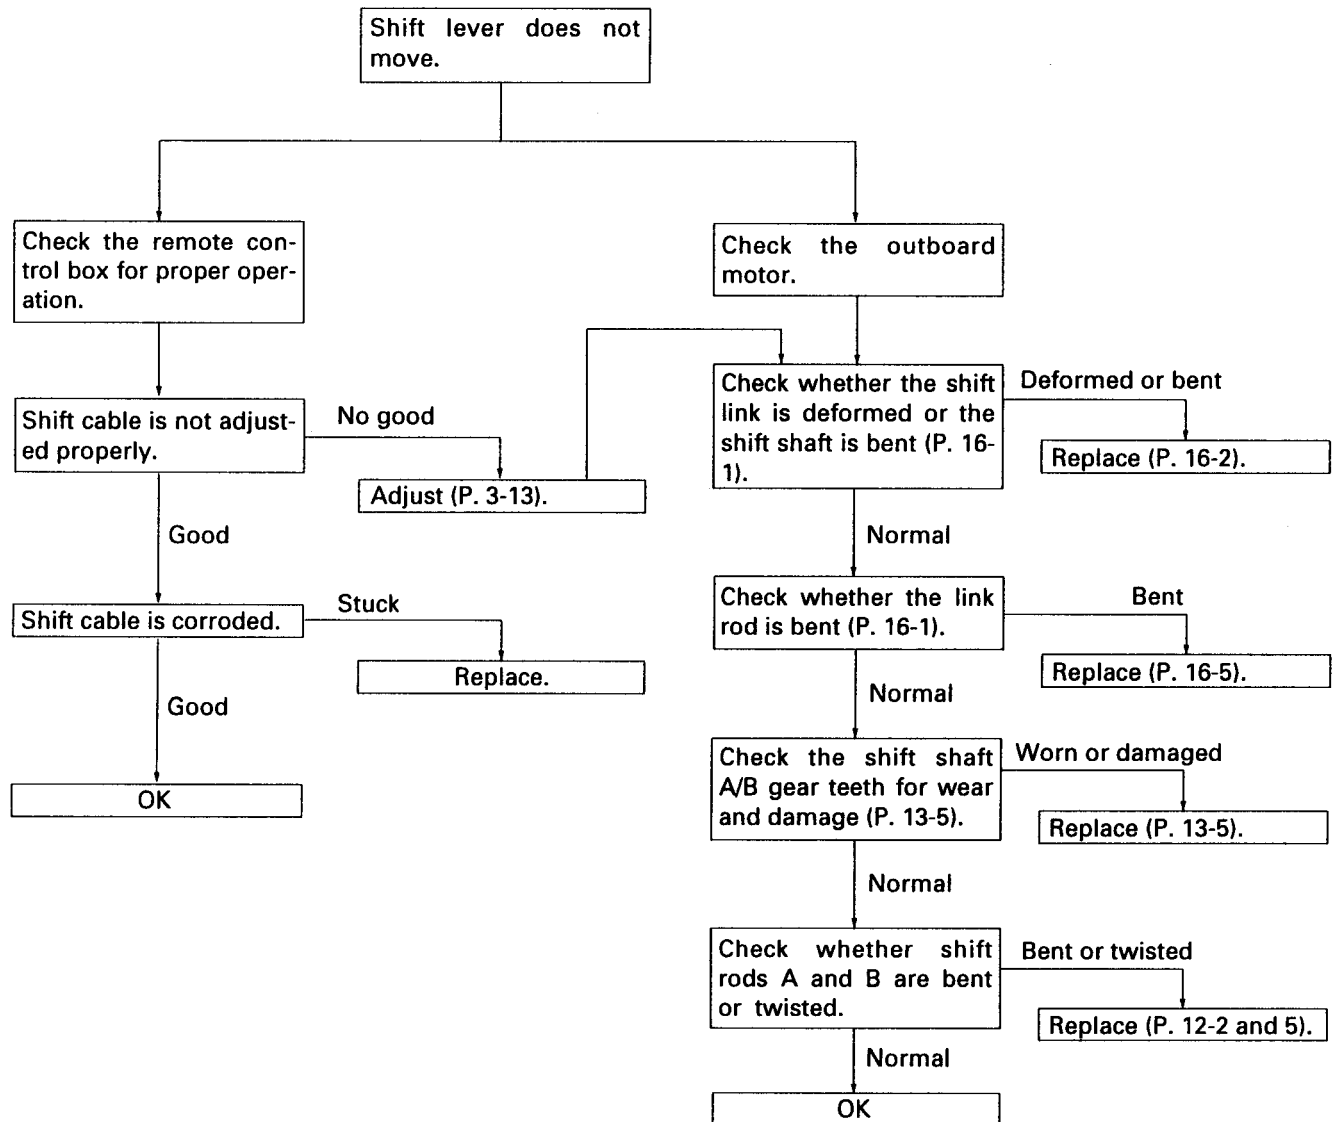 Shift lever does not
move.
Check the remote con-
trol box for proper oper-
ation.
Shift cable is not adjust-
ed properly.
No good
Adjust (P. 3-13).
Good
Shift cable is corroded.
Stuck
Replace.
Good
OK
Check the outboard
motor.
Check whether the shift
link is deformed or the
shift shaft is bent (P. 16-
1).
Deformed or bent
Replace (P. 16-2).
Normal
Check whether the link
rod is bent (P. 16-1).
Bent
Replace (P. 16-5).
Normal
Check the shift shaft
A/B gear teeth for wear
and damage (P. 13-5).
Worn or damaged
Replace (P. 13-5).
Normal
Check whether shift
rods A and B are bent
or twisted.
Bent or twisted
Replace (P. 12-2 and 5).
Normal
OK